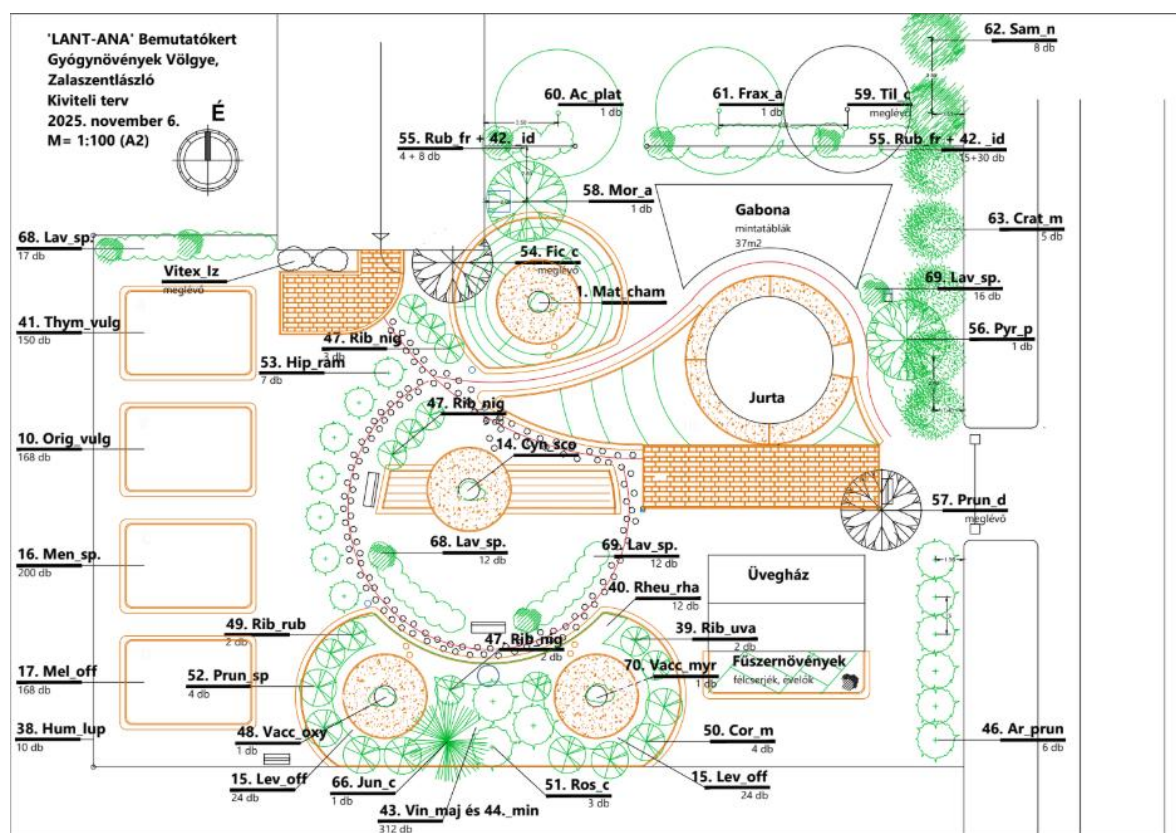 'LANT-ANA' Bemutatókert
Gyógynövények Völgye,
Zalaszentlászló
Kiviteli terv
2025. november 6.
M= 1:100 (A2)
É
62. Sam_n
8 db
60. Ac_plat
1 db
61. Frax_a
1 db
59. Til_c
meglévő
55. Rub_fr + 42. _id
4 + 8 db
55. Rub_fr + 42. _id
15+30 db
58. Mor_a
1 db
Gabona
mintatáblák
37m2
63. Crat_m
5 db
68. Lav_sp.
17 db
Vitex_Iz
meglévő
54. Fic_c
meglévő
1. Mat_cham
69. Lav_sp.
16 db
41. Thym_vulg
150 db
47. Rib_nig
3 db
56. Pyr_p
1 db
53. Hip_ram
7 db
Jurta
47. Rib_nig
10. Orig_vulg
168 db
14. Cyn_sco
57. Prun_d
meglévő
68. Lav_sp.
12 db
69. Lav_sp.
12 db
16. Men_sp.
200 db
Üvegház
40. Rheu_rha
12 db
49. Rib_rub
2 db
47. Rib_nig
2 db
39. Rib_uva
2 db
17. Mel_off
168 db
52. Prun_sp
4 db
70. Vacc_myr
1 db
Fűszernövények
félcserjék, évelők
38. Hum_lup
10 db
48. Vacc_oxy
1 db
50. Cor_m
4 db
46. Ar_prun
6 db
15. Lev_off
24 db
66. Jun_c
1 db
51. Ros_c
3 db
15. Lev_off
24 db
43. Vin_maj és 44._min
312 db